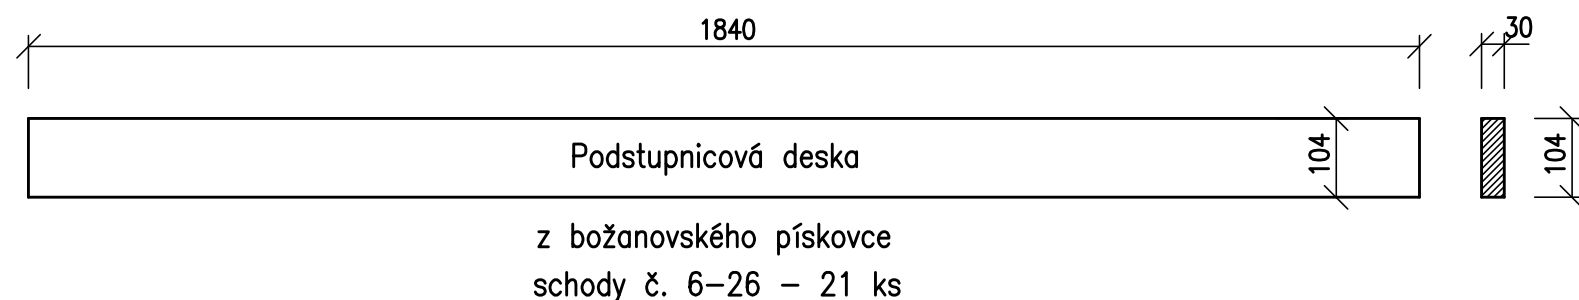 1840
30
Podstupnicová deska
104
104
z božanovského pískovce
schody č. 6-26 - 21 ks